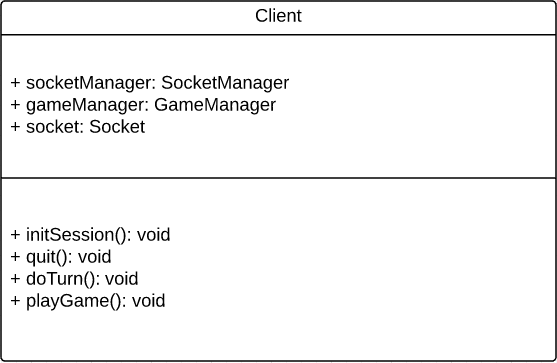 Client
+ socketManager: SocketManager
+ gameManager: GameManager
+ socket: Socket
+ initSession(): void
+ quit(): void
+ doTurn(): void
+ playGame(): void